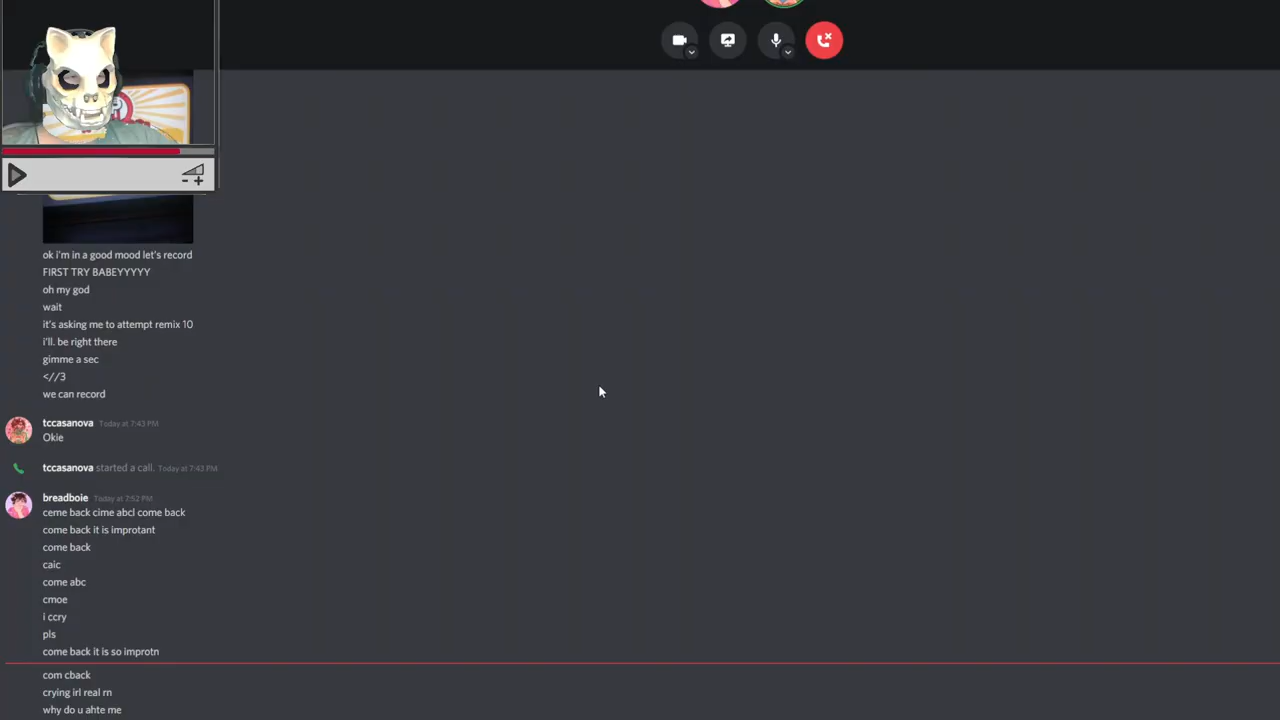 ok i'm in a good mood let's record
FIRST TRY BABEYYYYY
oh my god
wait
it's asking me to attempt remix 10
i'll. be right there
gimme a sec
<//3
we can record
tccasanova Today at 7:43 PM
Okie
tccasanova started a call. Today at 7:43 PM
breadboie Today at 7:52 PM
ceme back cime abcl come back
come back it is improtant
come back
caic
come abc
cmoe
i ccry
pls
come back it is so improtn
com cback
crying irl real rn
why do u ahte me